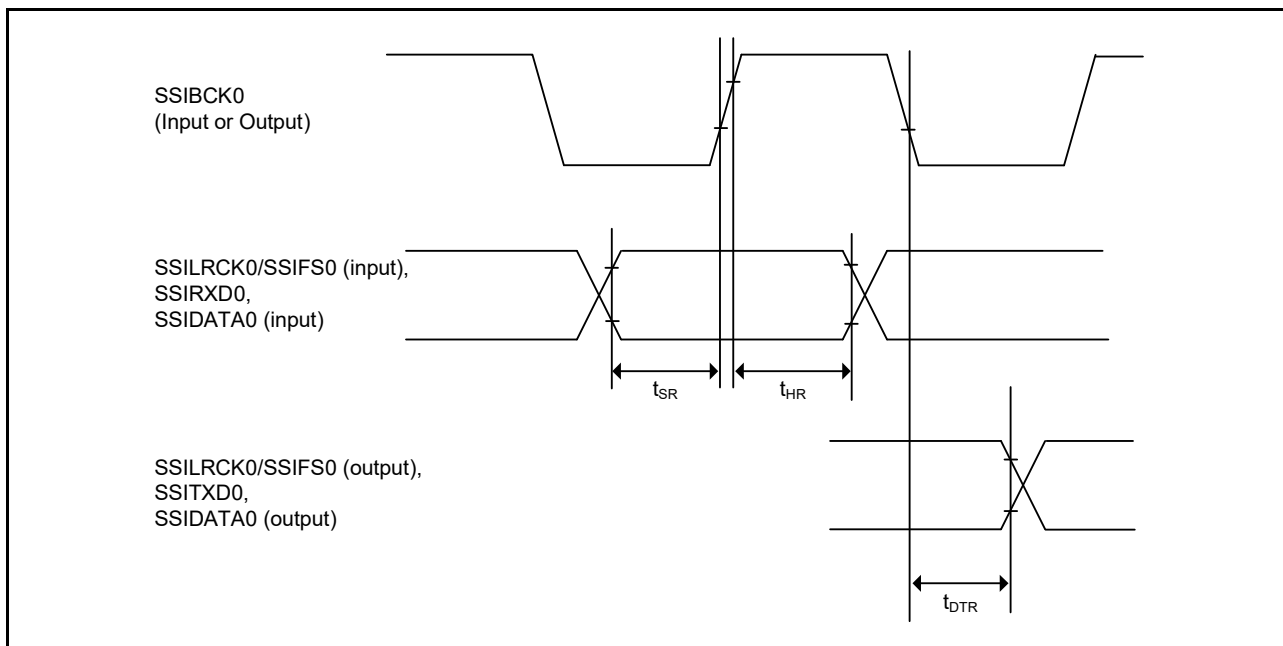 SSIBCK0
(Input or Output)
SSILRCK0/SSIFS0 (input),
SSIRXD0,
SSIDATA0 (input)
tSR
tHR
SSILRCK0/SSIFS0 (output),
SSITXD0,
SSIDATA0 (output)
tDTR